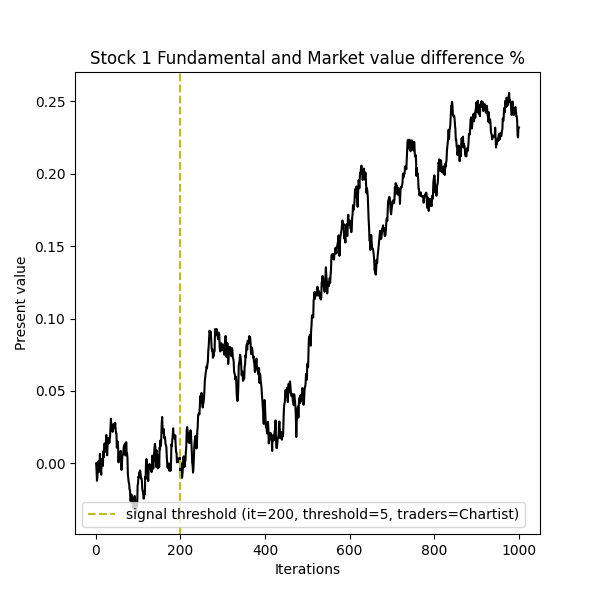 Stock 1 Fundamental and Market value difference %
Present value
0.25
0.20
0.15
0.10
0.05
0.00
signal threshold (it=200, threshold=5, traders=Chartist)
0 200 400 600 800 1000
Iterations